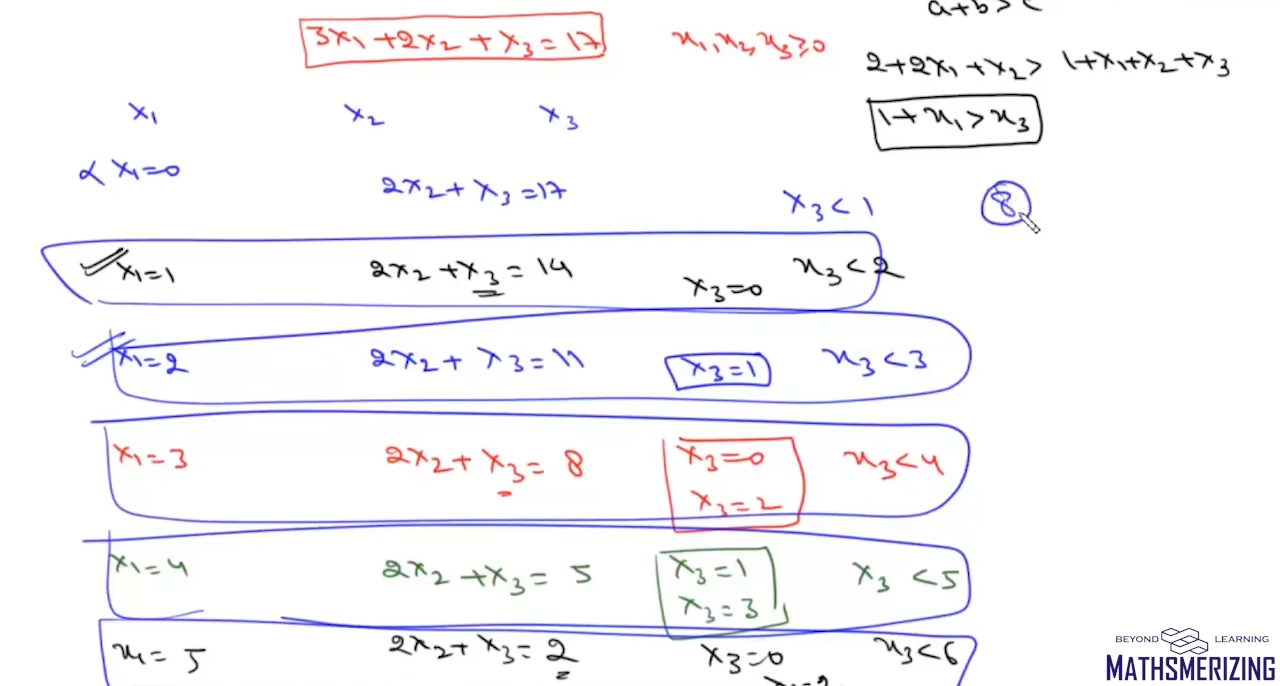 a+b>c
3x1+2x2+x3=17 x1,x2,x3≥0
2+2x1+x2> 1+x1+x2+x3
1+x1>x3
x1 x2 x3
x1=0 2x2+x3=17 x3<1 8
x1=1 2x2+x3=14 x3=0 x3<2
x1=2 2x2+x3=11 x3=1 x3<3
x1=3 2x2+x3=8 x3=0 x3<4
x3=2
x1=4 2x2+x3=5 x3=1 x3<5
x3=3
x1=5 2x2+x3=2 x3=0 x3<6
BEYOND LEARNING
MATHSMERIZING